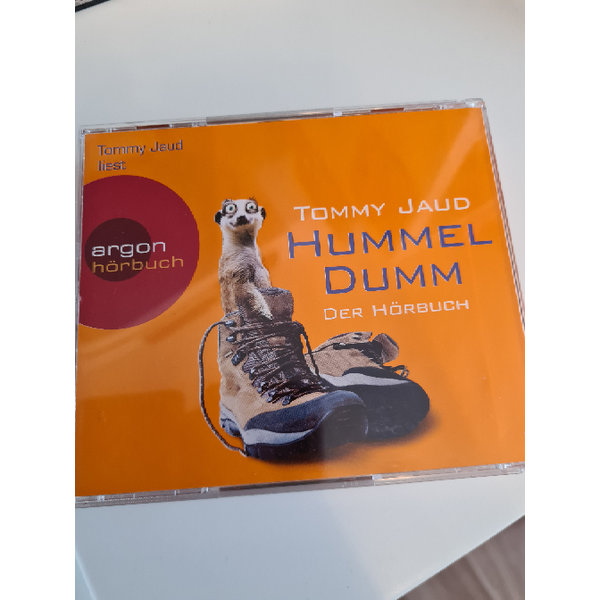 Tommy Jaud
liest
argon
hörbuch
TOMMY JAUD
HUMMEL
DUMM
DER HÖRBUCH